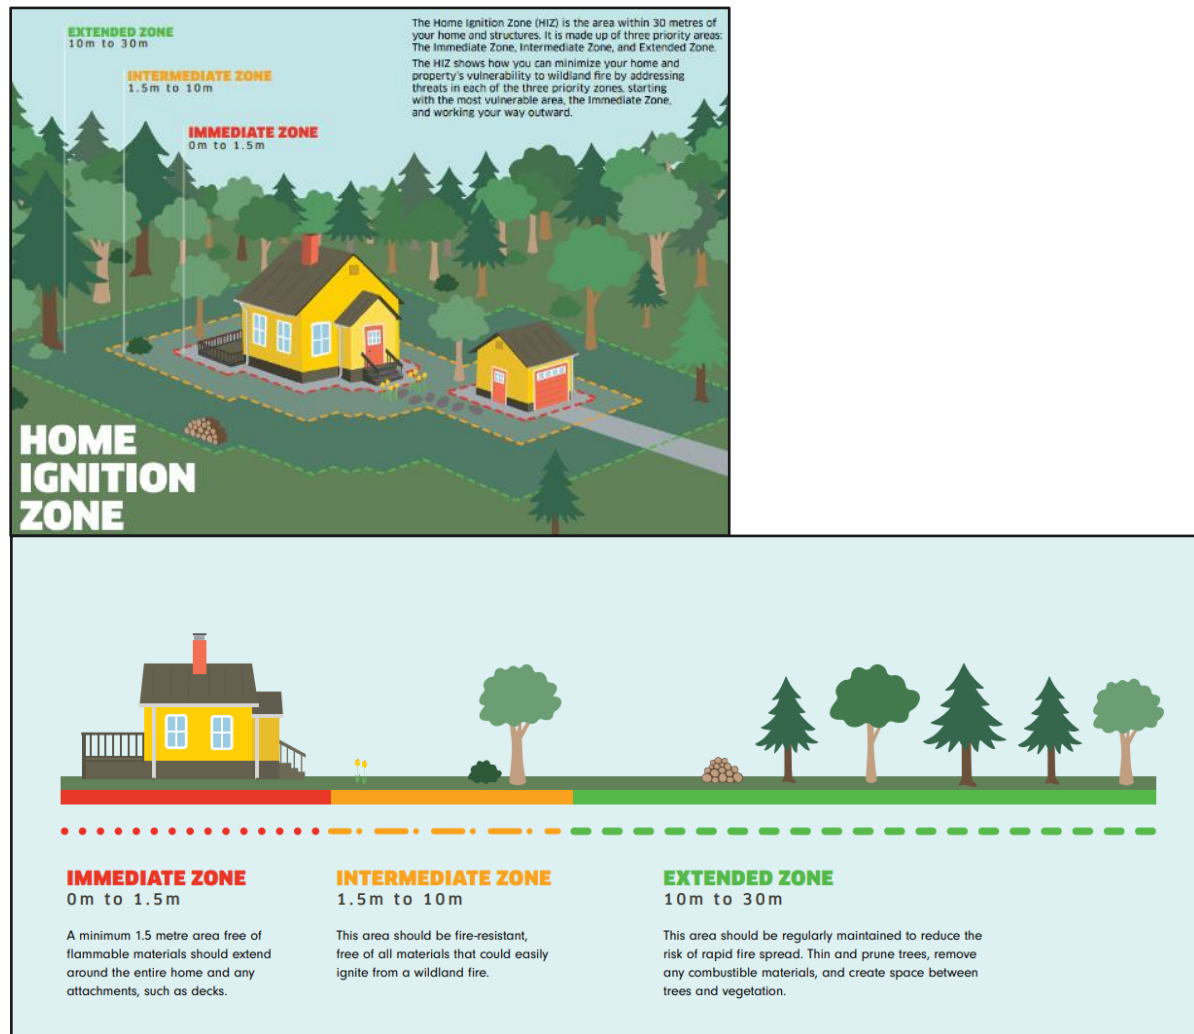 EXTENDED ZONE
10m to 30m
INTERMEDIATE ZONE
1.5m to 10m
IMMEDIATE ZONE
0m to 1.5m
The Home Ignition Zone (HIZ) is the area within 30 metres of
your home and structures. It is made up of three priority areas:
The Immediate Zone, Intermediate Zone, and Extended Zone.
The HIZ shows how you can minimize your home and
property's vulnerability to wildland fire by addressing
threats in each of the three priority zones, starting
with the most vulnerable area, the Immediate Zone,
and working your way outward.
HOME
IGNITION
ZONE
IMMEDIATE ZONE
0m to 1.5m
A minimum 1.5 metre area free of
flammable materials should extend
around the entire home and any
attachments, such as decks.
INTERMEDIATE ZONE
1.5m to 10m
This area should be fire-resistant,
free of all materials that could easily
ignite from a wildland fire.
EXTENDED ZONE
10m to 30m
This area should be regularly maintained to reduce the
risk of rapid fire spread. Thin and prune trees, remove
any combustible materials, and create space between
trees and vegetation.